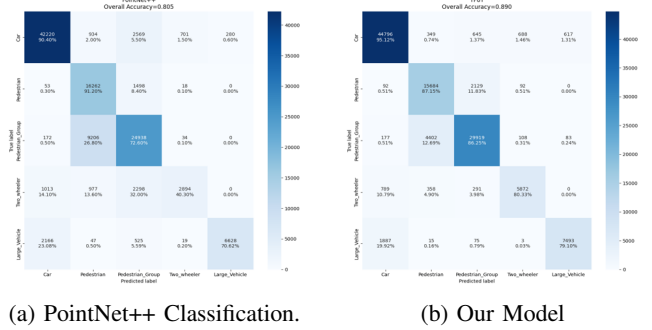 PointNet++
Overall Accuracy=0.805
Car
42220 934 2569 701 280
90.40% 2.00% 5.50% 1.50% 0.60%
Pedestrian
53 16262 1498 18 0
0.30% 91.20% 8.40% 0.10% 0.00%
Pedestrian_Group
172 9206 24938 34 0
0.50% 26.80% 72.60% 0.10% 0.00%
Two_wheeler
1013 977 2298 2894 0
14.10% 13.60% 32.00% 40.30% 0.00%
Large_Vehicle
2166 47 525 19 6628
23.08% 0.50% 5.59% 0.20% 70.62%
Car Pedestrian Pedestrian_Group Two_wheeler Large_Vehicle
Predicted label
True label
40000
35000
30000
25000
20000
15000
10000
5000
0
Overall Accuracy=0.890
Car
44796 349 645 688 617
95.12% 0.74% 1.37% 1.46% 1.31%
Pedestrian
92 15684 2129 92 0
0.51% 87.15% 11.83% 0.51% 0.00%
Pedestrian_Group
177 4402 29919 108 83
0.51% 12.69% 86.25% 0.31% 0.24%
Two_wheeler
789 358 291 5872 0
10.79% 4.90% 3.98% 80.33% 0.00%
Large_Vehicle
1887 15 75 3 7493
19.92% 0.16% 0.79% 0.03% 79.10%
Car Pedestrian Pedestrian_Group Two_wheeler Large_Vehicle
Predicted label
True label
40000
35000
30000
25000
20000
15000
10000
5000
0
(a) PointNet++ Classification.
(b) Our Model